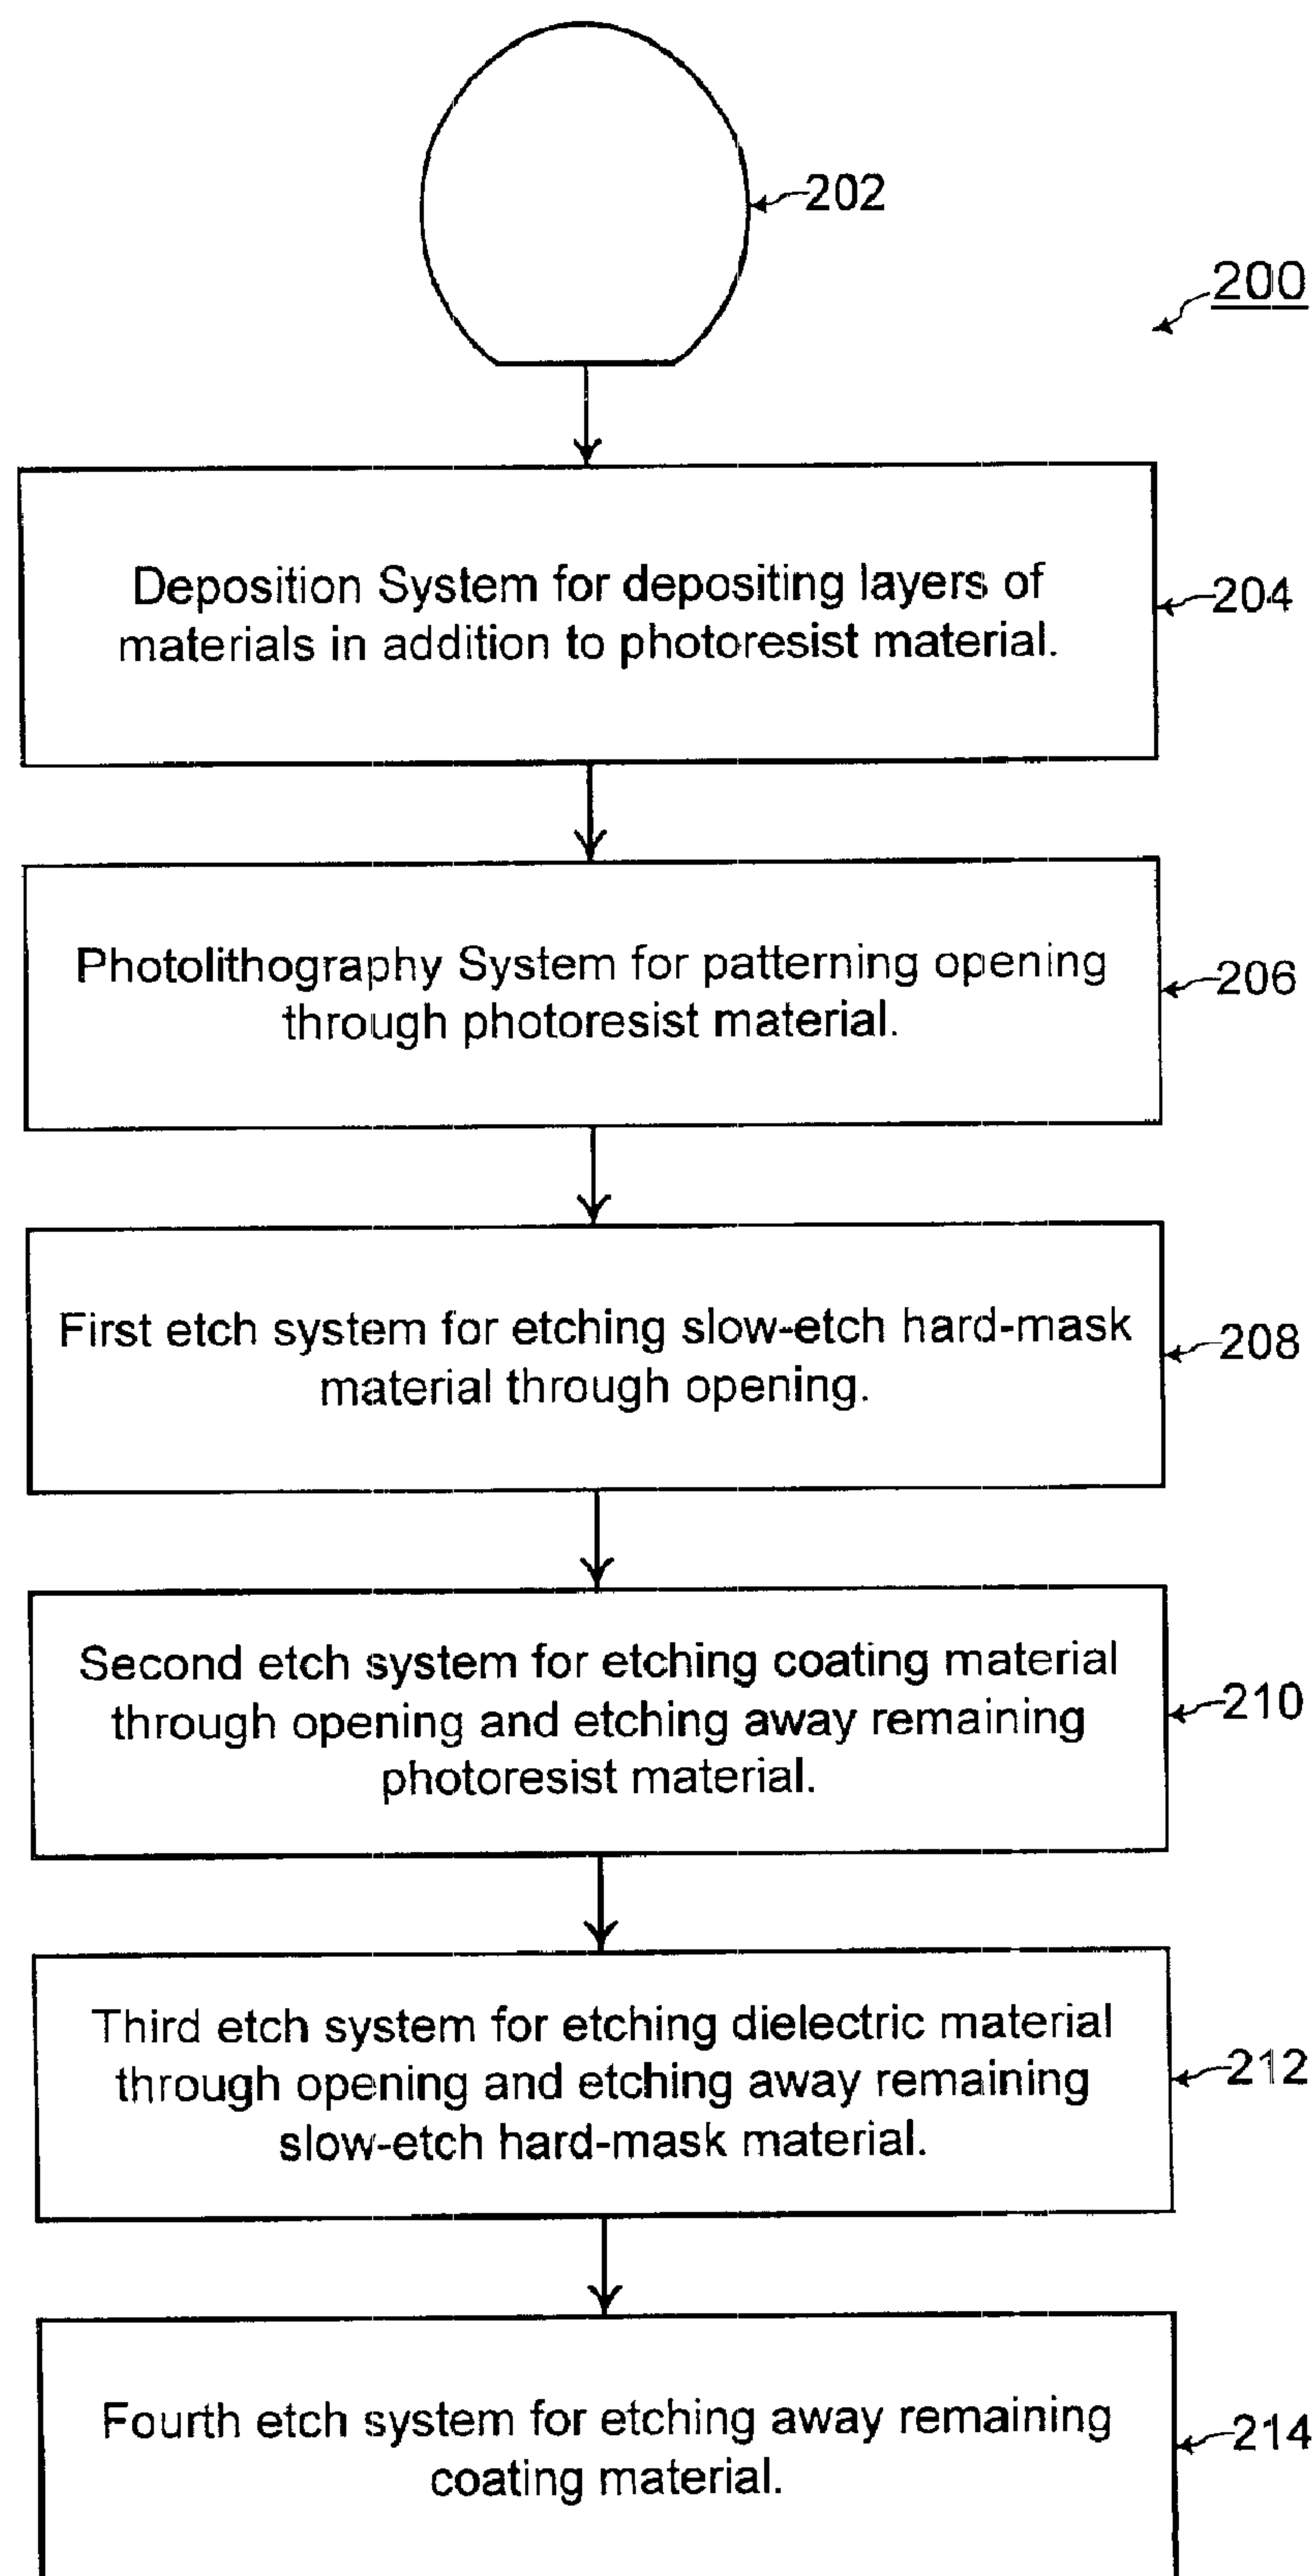 202
200
Deposition System for depositing layers of
materials in addition to photoresist material.
204
Photolithography System for patterning opening
through photoresist material.
206
First etch system for etching slow-etch hard-mask
material through opening.
208
Second etch system for etching coating material
through opening and etching away remaining
photoresist material.
210
Third etch system for etching dielectric material
through opening and etching away remaining
slow-etch hard-mask material.
212
Fourth etch system for etching away remaining
coating material.
214